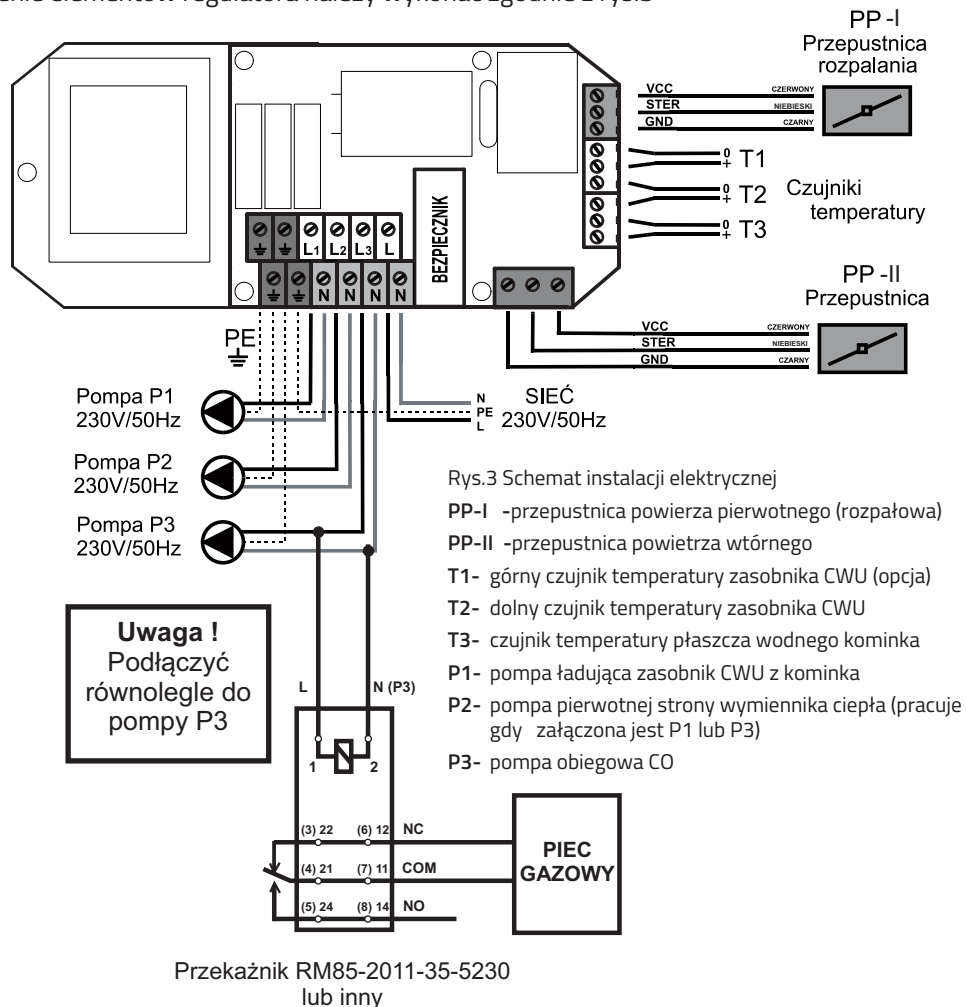 PP -I
Przepustnica
rozpalania
VCC CZERWONY
STER NIEBIESKI
GND CZARNY
0
+ T1
0
+ T2
0
+ T3
Czujniki
temperatury
BEZPIECZNIK
L1 L2 L3 L
N N N N
PP -II
Przepustnica
VCC CZERWONY
STER NIEBIESKI
GND CZARNY
PE
Pompa P1
230V/50Hz
N
PE
L
SIEĆ
230V/50Hz
Pompa P2
230V/50Hz
Pompa P3
230V/50Hz
Rys.3 Schemat instalacji elektrycznej
PP-I -przepustnica powierza pierwotnego (rozpałowa)
PP-II -przepustnica powietrza wtórnego
T1- górny czujnik temperatury zasobnika CWU (opcja)
T2- dolny czujnik temperatury zasobnika CWU
T3- czujnik temperatury płaszcza wodnego kominka
P1- pompa ładująca zasobnik CWU z kominka
P2- pompa pierwotnej strony wymiennika ciepła (pracuje
gdy załączona jest P1 lub P3)
P3- pompa obiegowa CO
Uwaga !
Podłączyć
równolegle do
pompy P3
L N (P3)
1 2
(3) 22 (6) 12 NC
(4) 21 (7) 11 COM
(5) 24 (8) 14 NO
PIEC
GAZOWY
Przekaźnik RM85-2011-35-5230
lub inny